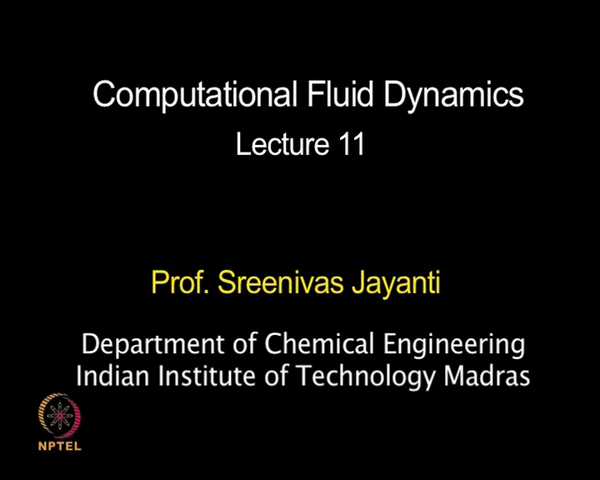 Computational Fluid Dynamics
Lecture 11
Prof. Sreenivas Jayanti
Department of Chemical Engineering
Indian Institute of Technology Madras
NPTEL